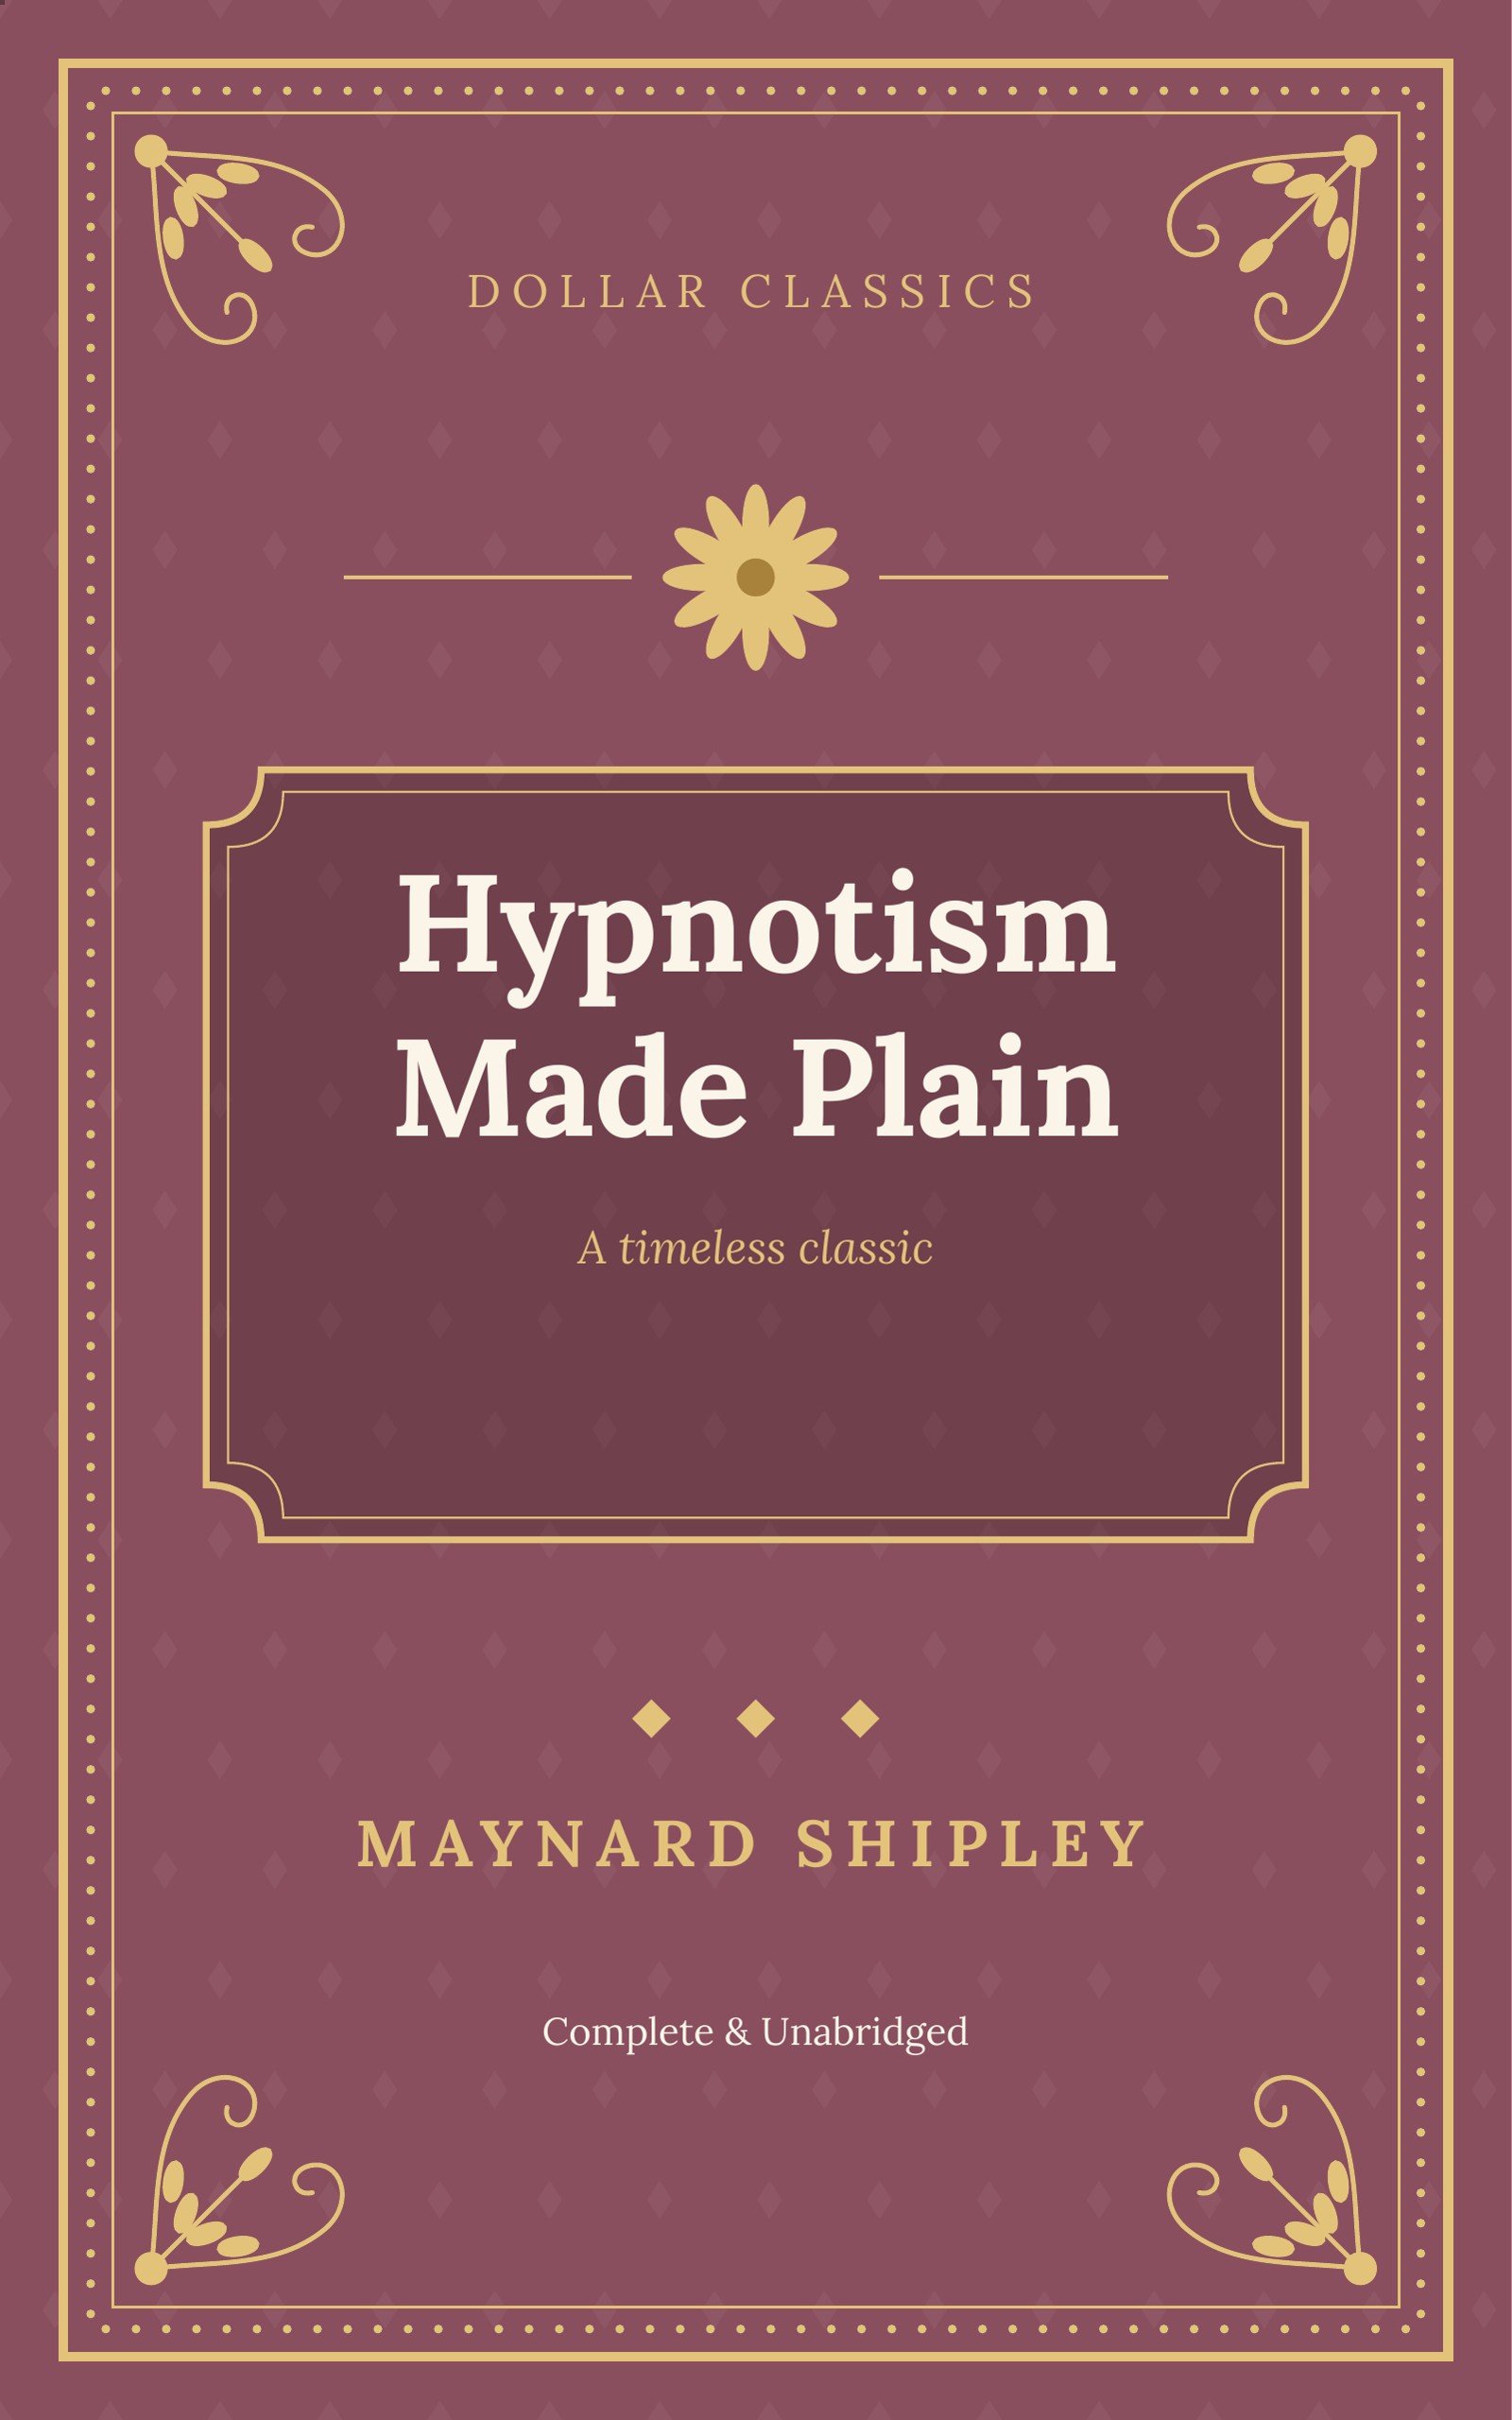 DOLLAR CLASSICS
Hypnotism
Made Plain
A timeless classic
MAYNARD SHIPLEY
Complete & Unabridged